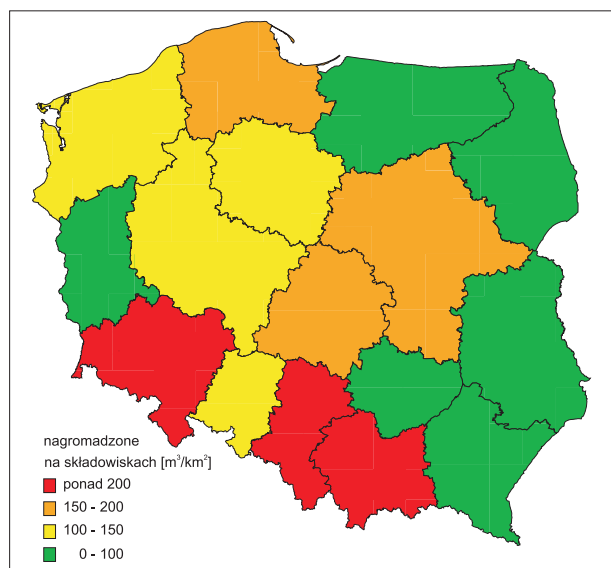 nagromadzone
na składowiskach [m³/km²]
ponad 200
150 - 200
100 - 150
0 - 100